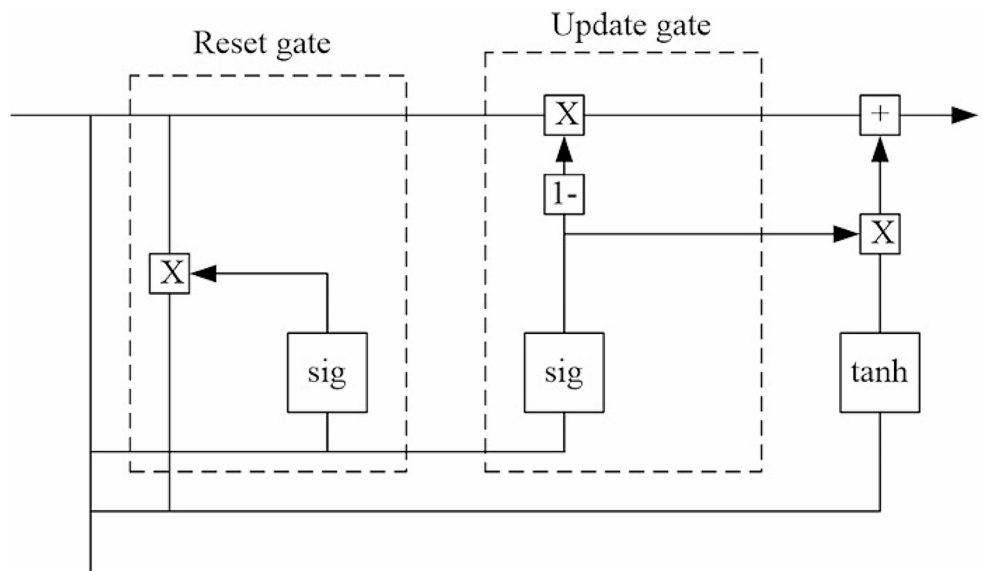 Reset gate
Update gate
X
+
1-
X
X
sig
sig
tanh